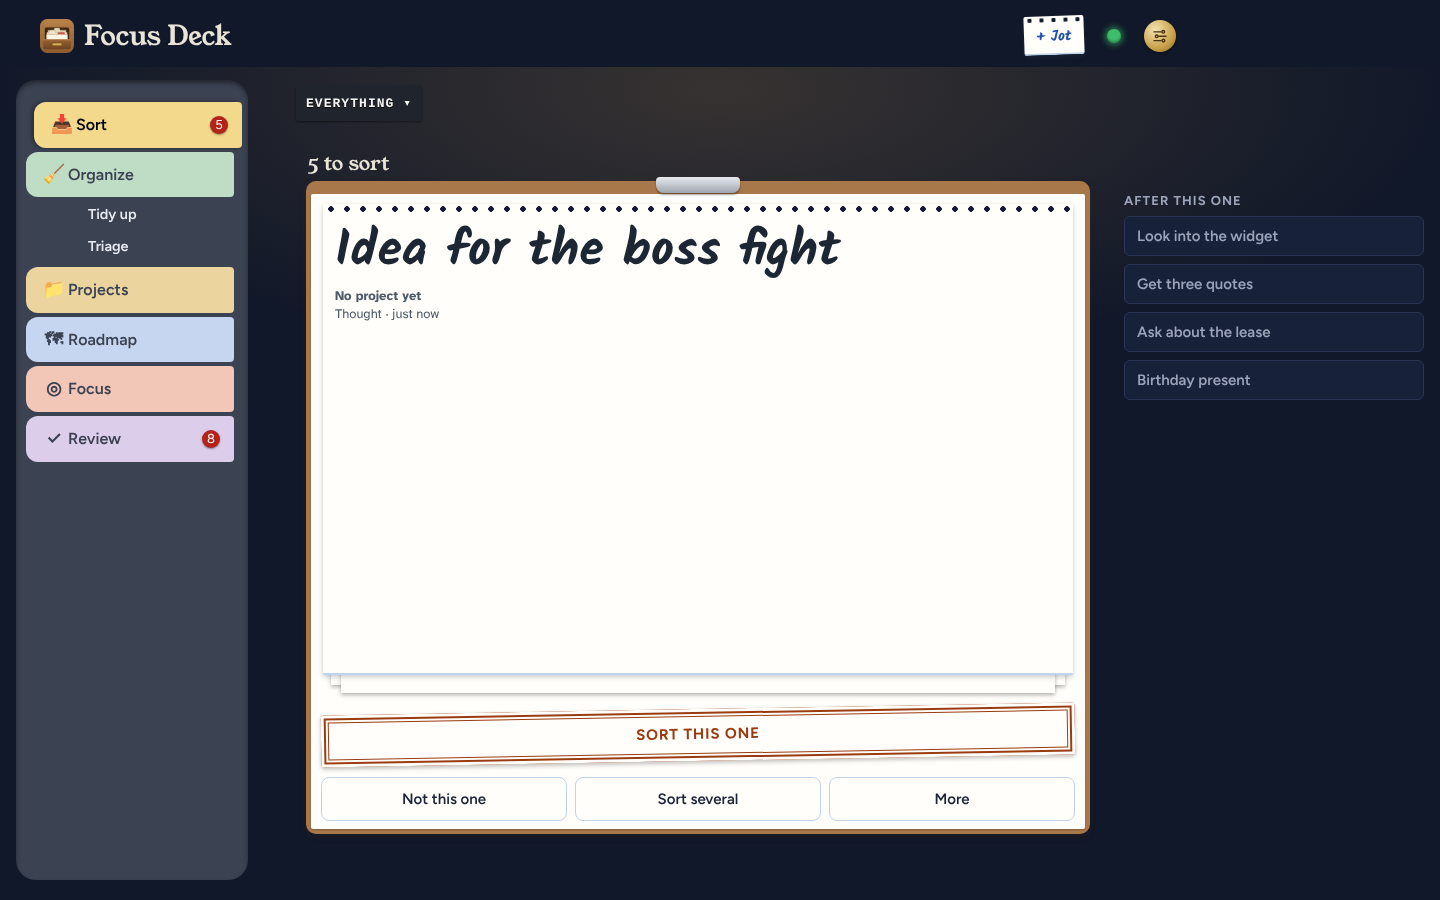 Focus Deck
+ Jot
Sort
5
Organize
Tidy up
Triage
Projects
Roadmap
Focus
Review
8
EVERYTHING ▾
5 to sort
Idea for the boss fight
No project yet
Thought · just now
SORT THIS ONE
Not this one
Sort several
More
AFTER THIS ONE
Look into the widget
Get three quotes
Ask about the lease
Birthday present